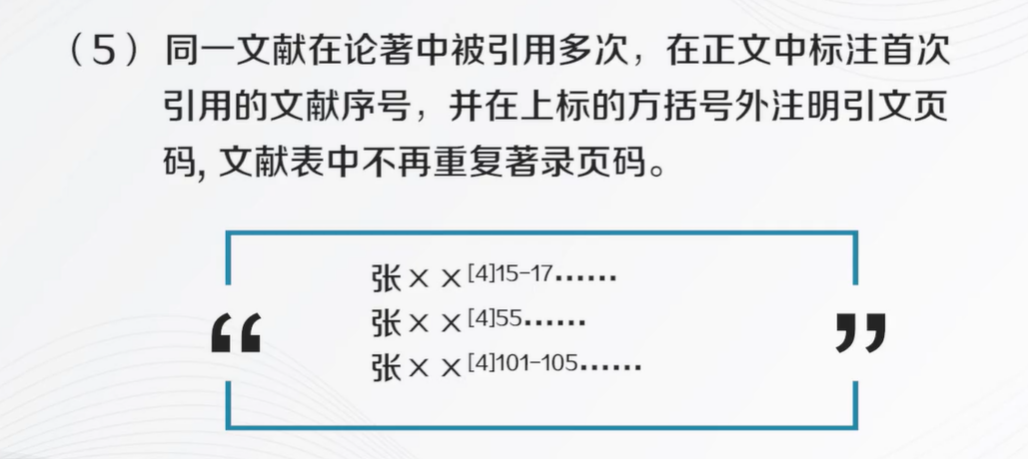 （5）同一文献在论著中被引用多次，在正文中标注首次
引用的文献序号，并在上标的方括号外注明引文页
码, 文献表中不再重复著录页码。
张××[4]15-17……
“
张××[4]55……
”
张××[4]101-105……